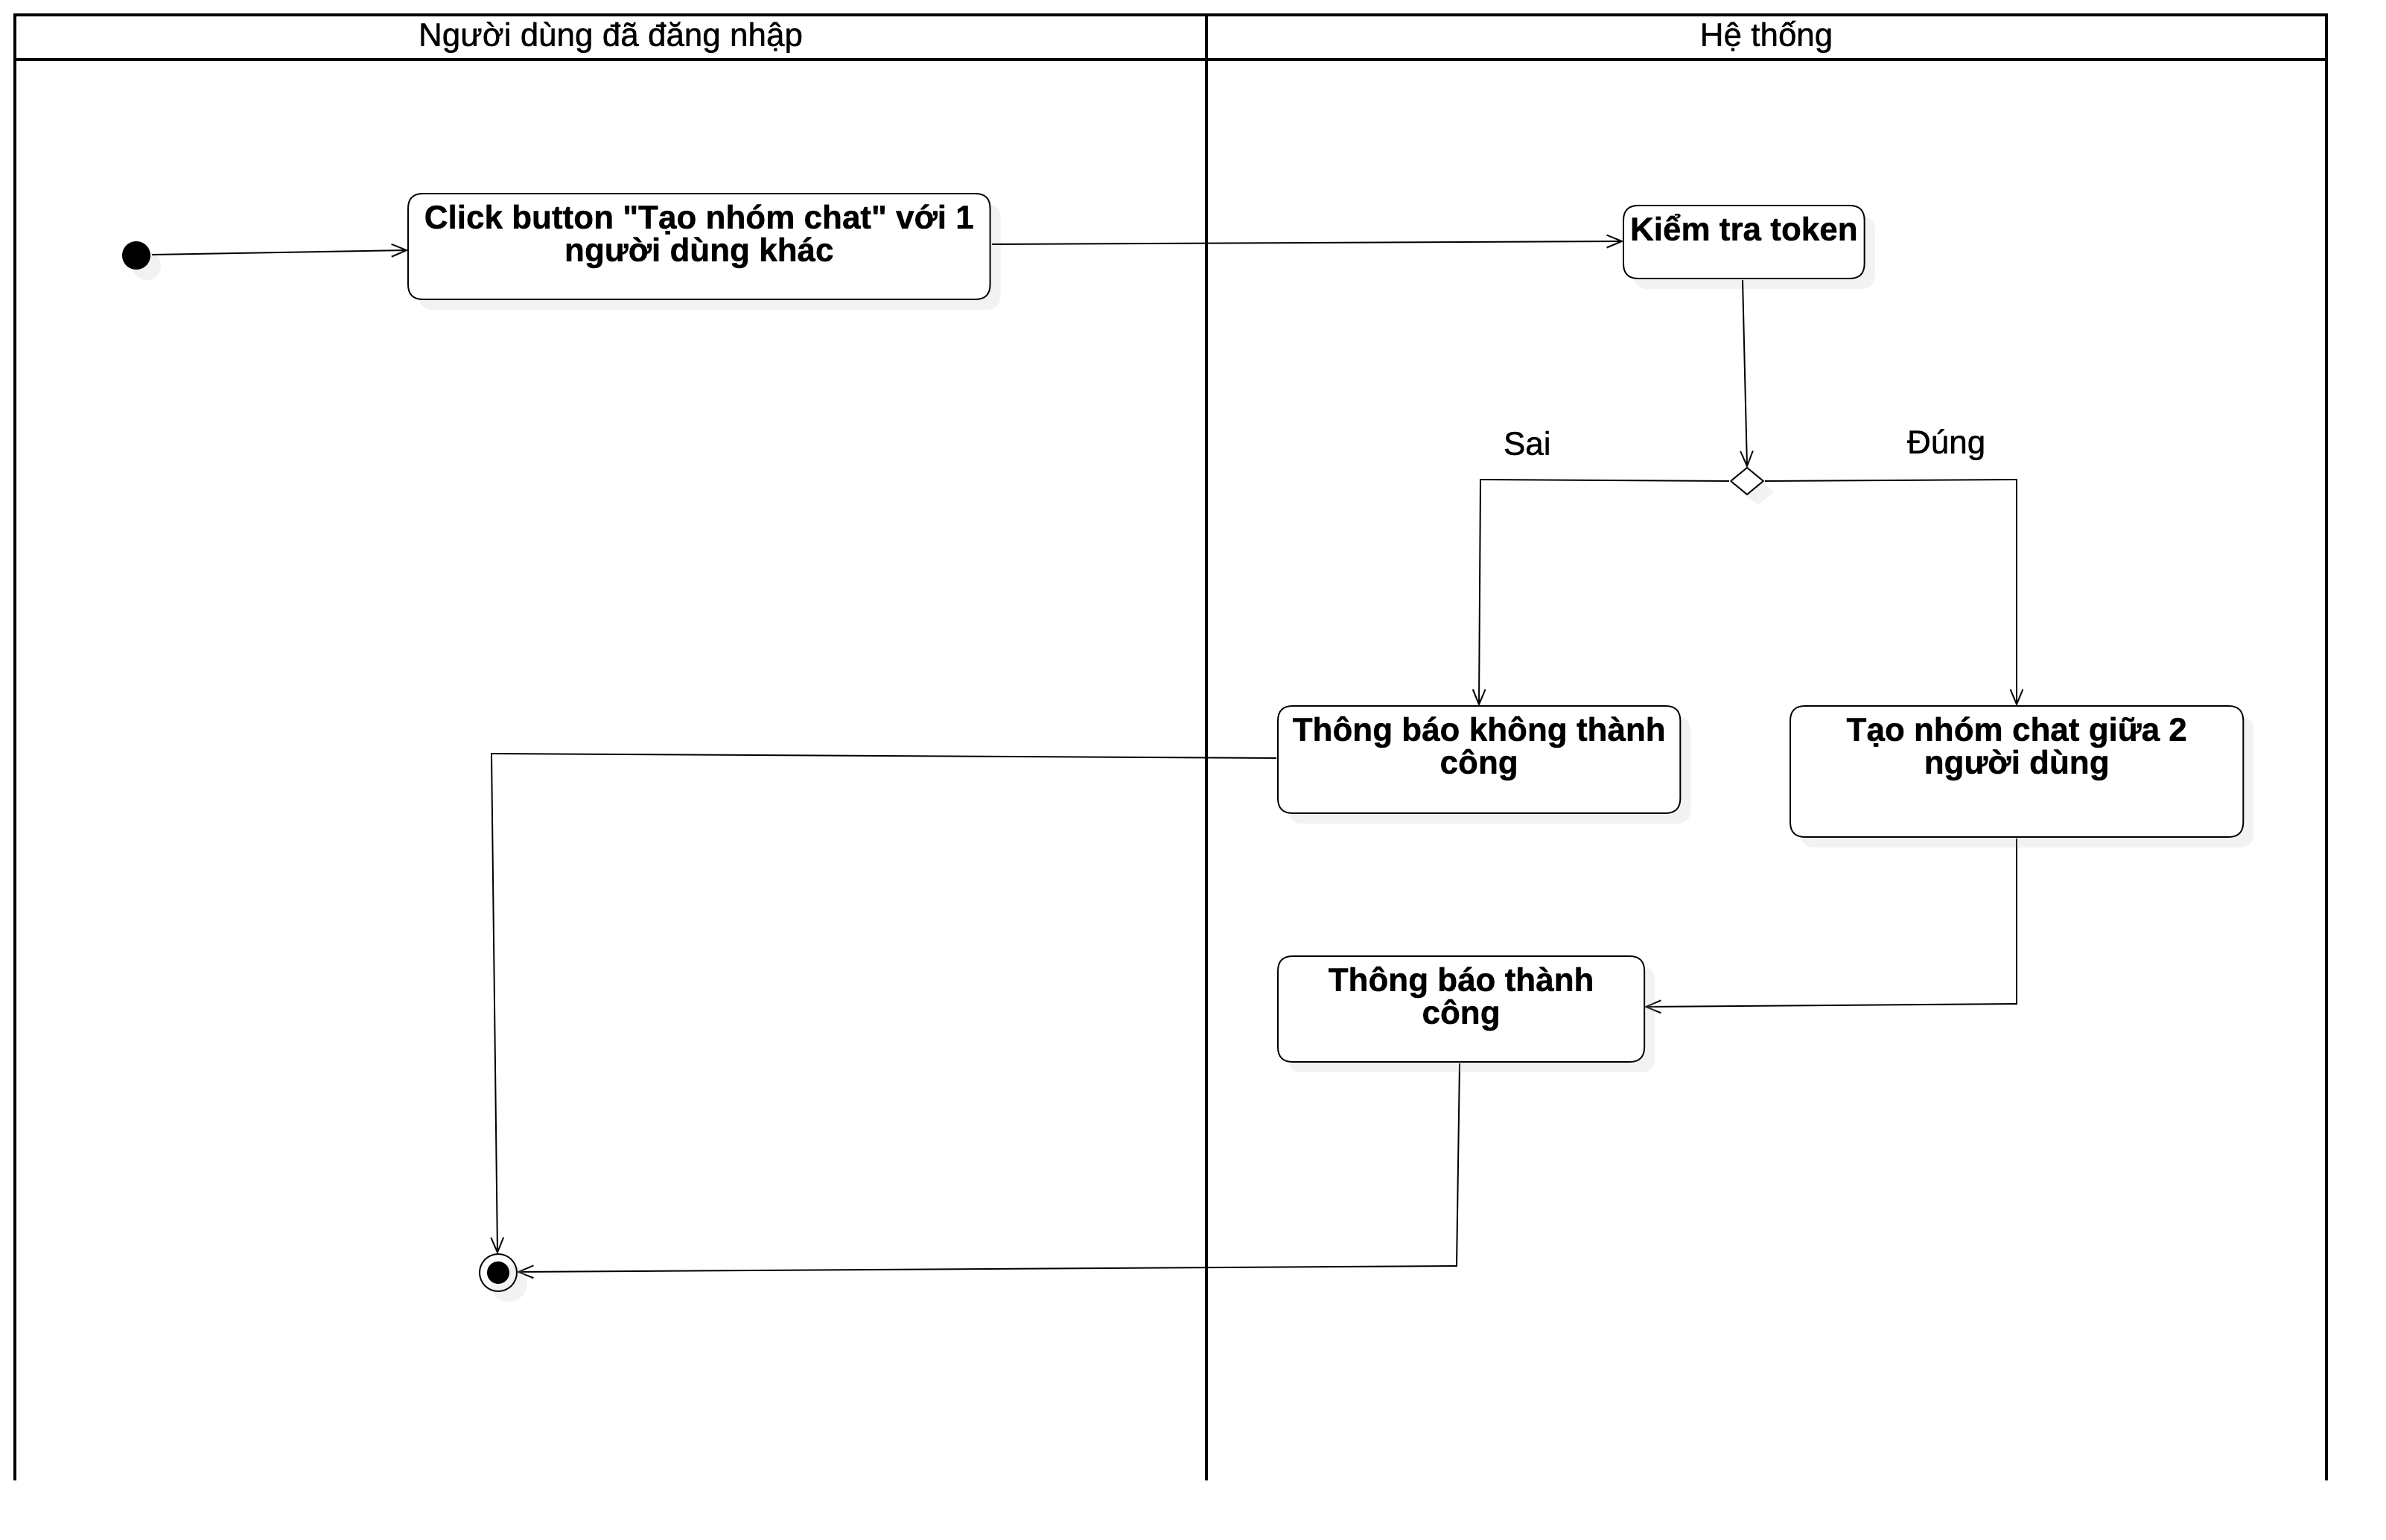 Người dùng đã đăng nhập
Hệ thống
Click button "Tạo nhóm chat" với 1
người dùng khác
Kiểm tra token
Sai
Đúng
Thông báo không thành
công
Tạo nhóm chat giữa 2
người dùng
Thông báo thành
công